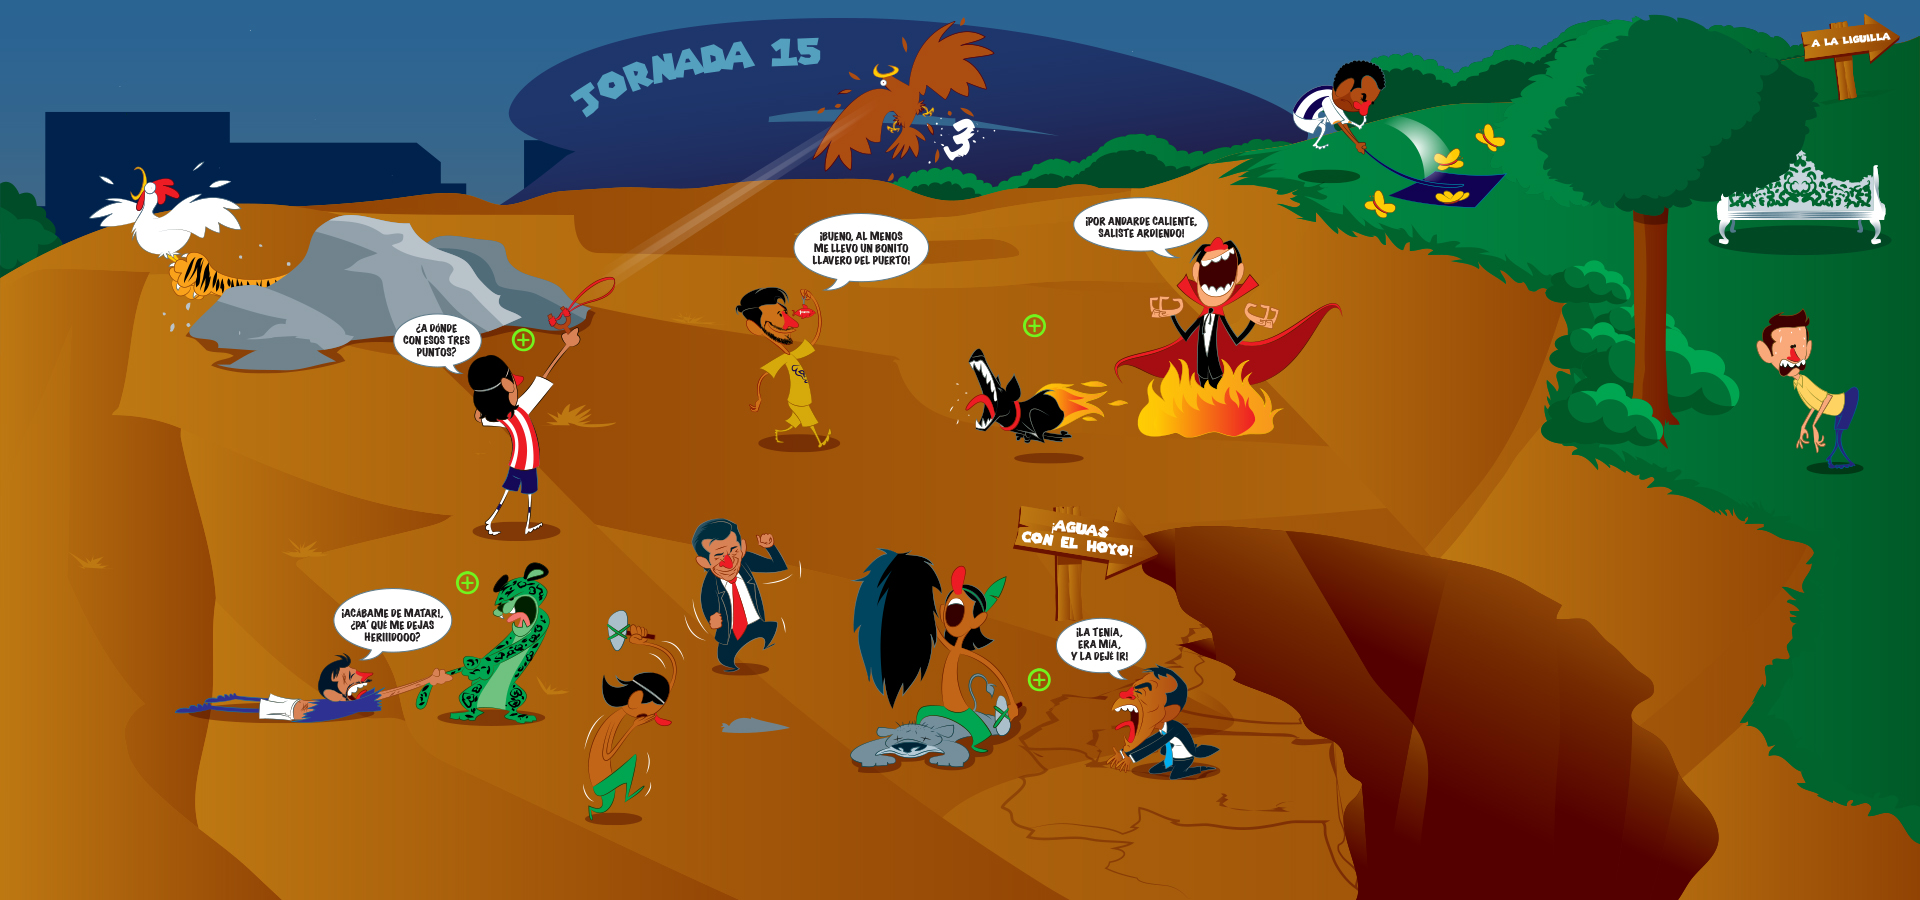 JORNADA 15
3
A LA LIGUILLA
¡BUENO, AL MENOS
ME LLEVO UN BONITO
LLAVERO DEL PUERTO!
¡POR ANDARDE CALIENTE,
SALISTE ARDIENDO!
¿A DÓNDE
CON ESOS TRES
PUNTOS?
¡AGUAS
CON EL HOYO!
¡ACÁBAME DE MATAR!,
¿PA' QUÉ ME DEJAS
HERIIIDOOO?
¡LA TENÍA,
ERA MÍA,
Y LA DEJÉ IR!